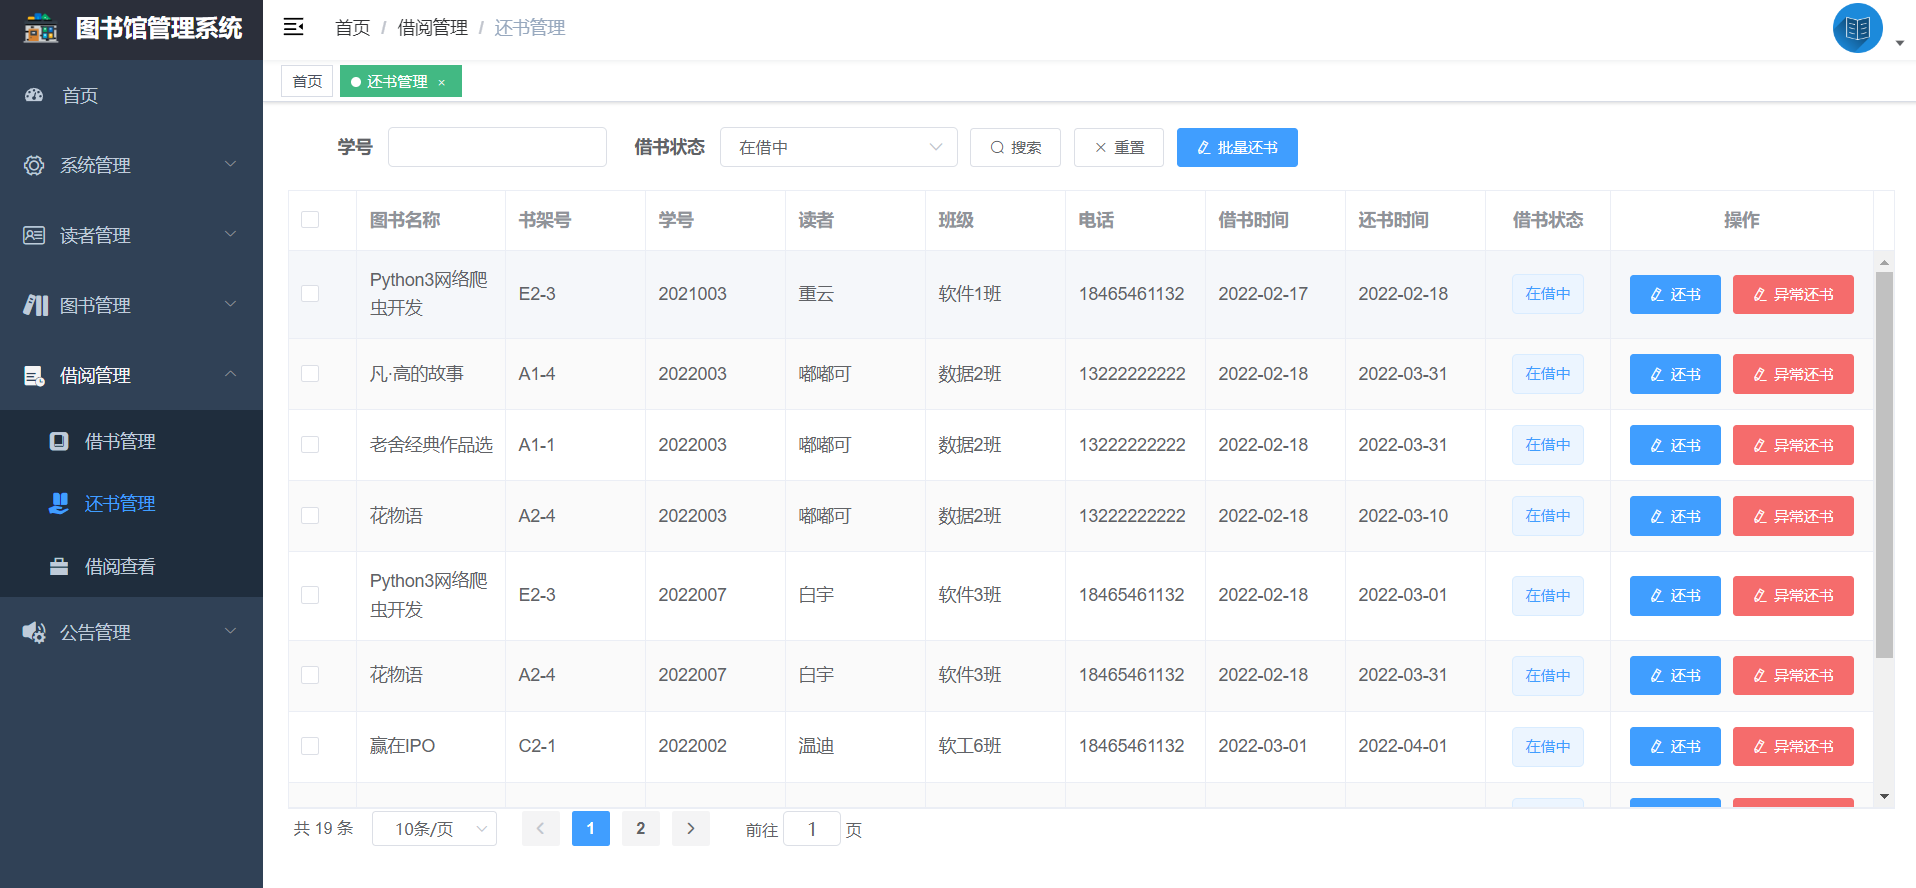 图书馆管理系统
首页 / 借阅管理 / 还书管理
首页
还书管理 ×
首页
系统管理
读者管理
图书管理
借阅管理
借书管理
还书管理
借阅查看
公告管理
学号 借书状态 在借中 搜索 重置 批量还书
图书名称 书架号 学号 读者 班级 电话 借书时间 还书时间 借书状态 操作
Python3网络爬
虫开发 E2-3 2021003 重云 软件1班 18465461132 2022-02-17 2022-02-18 在借中 还书 异常还书
凡·高的故事 A1-4 2022003 嘟嘟可 数据2班 13222222222 2022-02-18 2022-03-31 在借中 还书 异常还书
老舍经典作品选 A1-1 2022003 嘟嘟可 数据2班 13222222222 2022-02-18 2022-03-31 在借中 还书 异常还书
花物语 A2-4 2022003 嘟嘟可 数据2班 13222222222 2022-02-18 2022-03-10 在借中 还书 异常还书
Python3网络爬
虫开发 E2-3 2022007 白宇 软件3班 18465461132 2022-02-18 2022-03-01 在借中 还书 异常还书
花物语 A2-4 2022007 白宇 软件3班 18465461132 2022-02-18 2022-03-31 在借中 还书 异常还书
赢在IPO C2-1 2022002 温迪 软工6班 18465461132 2022-03-01 2022-04-01 在借中 还书 异常还书
共 19 条 10条/页 1 2 前往 1 页